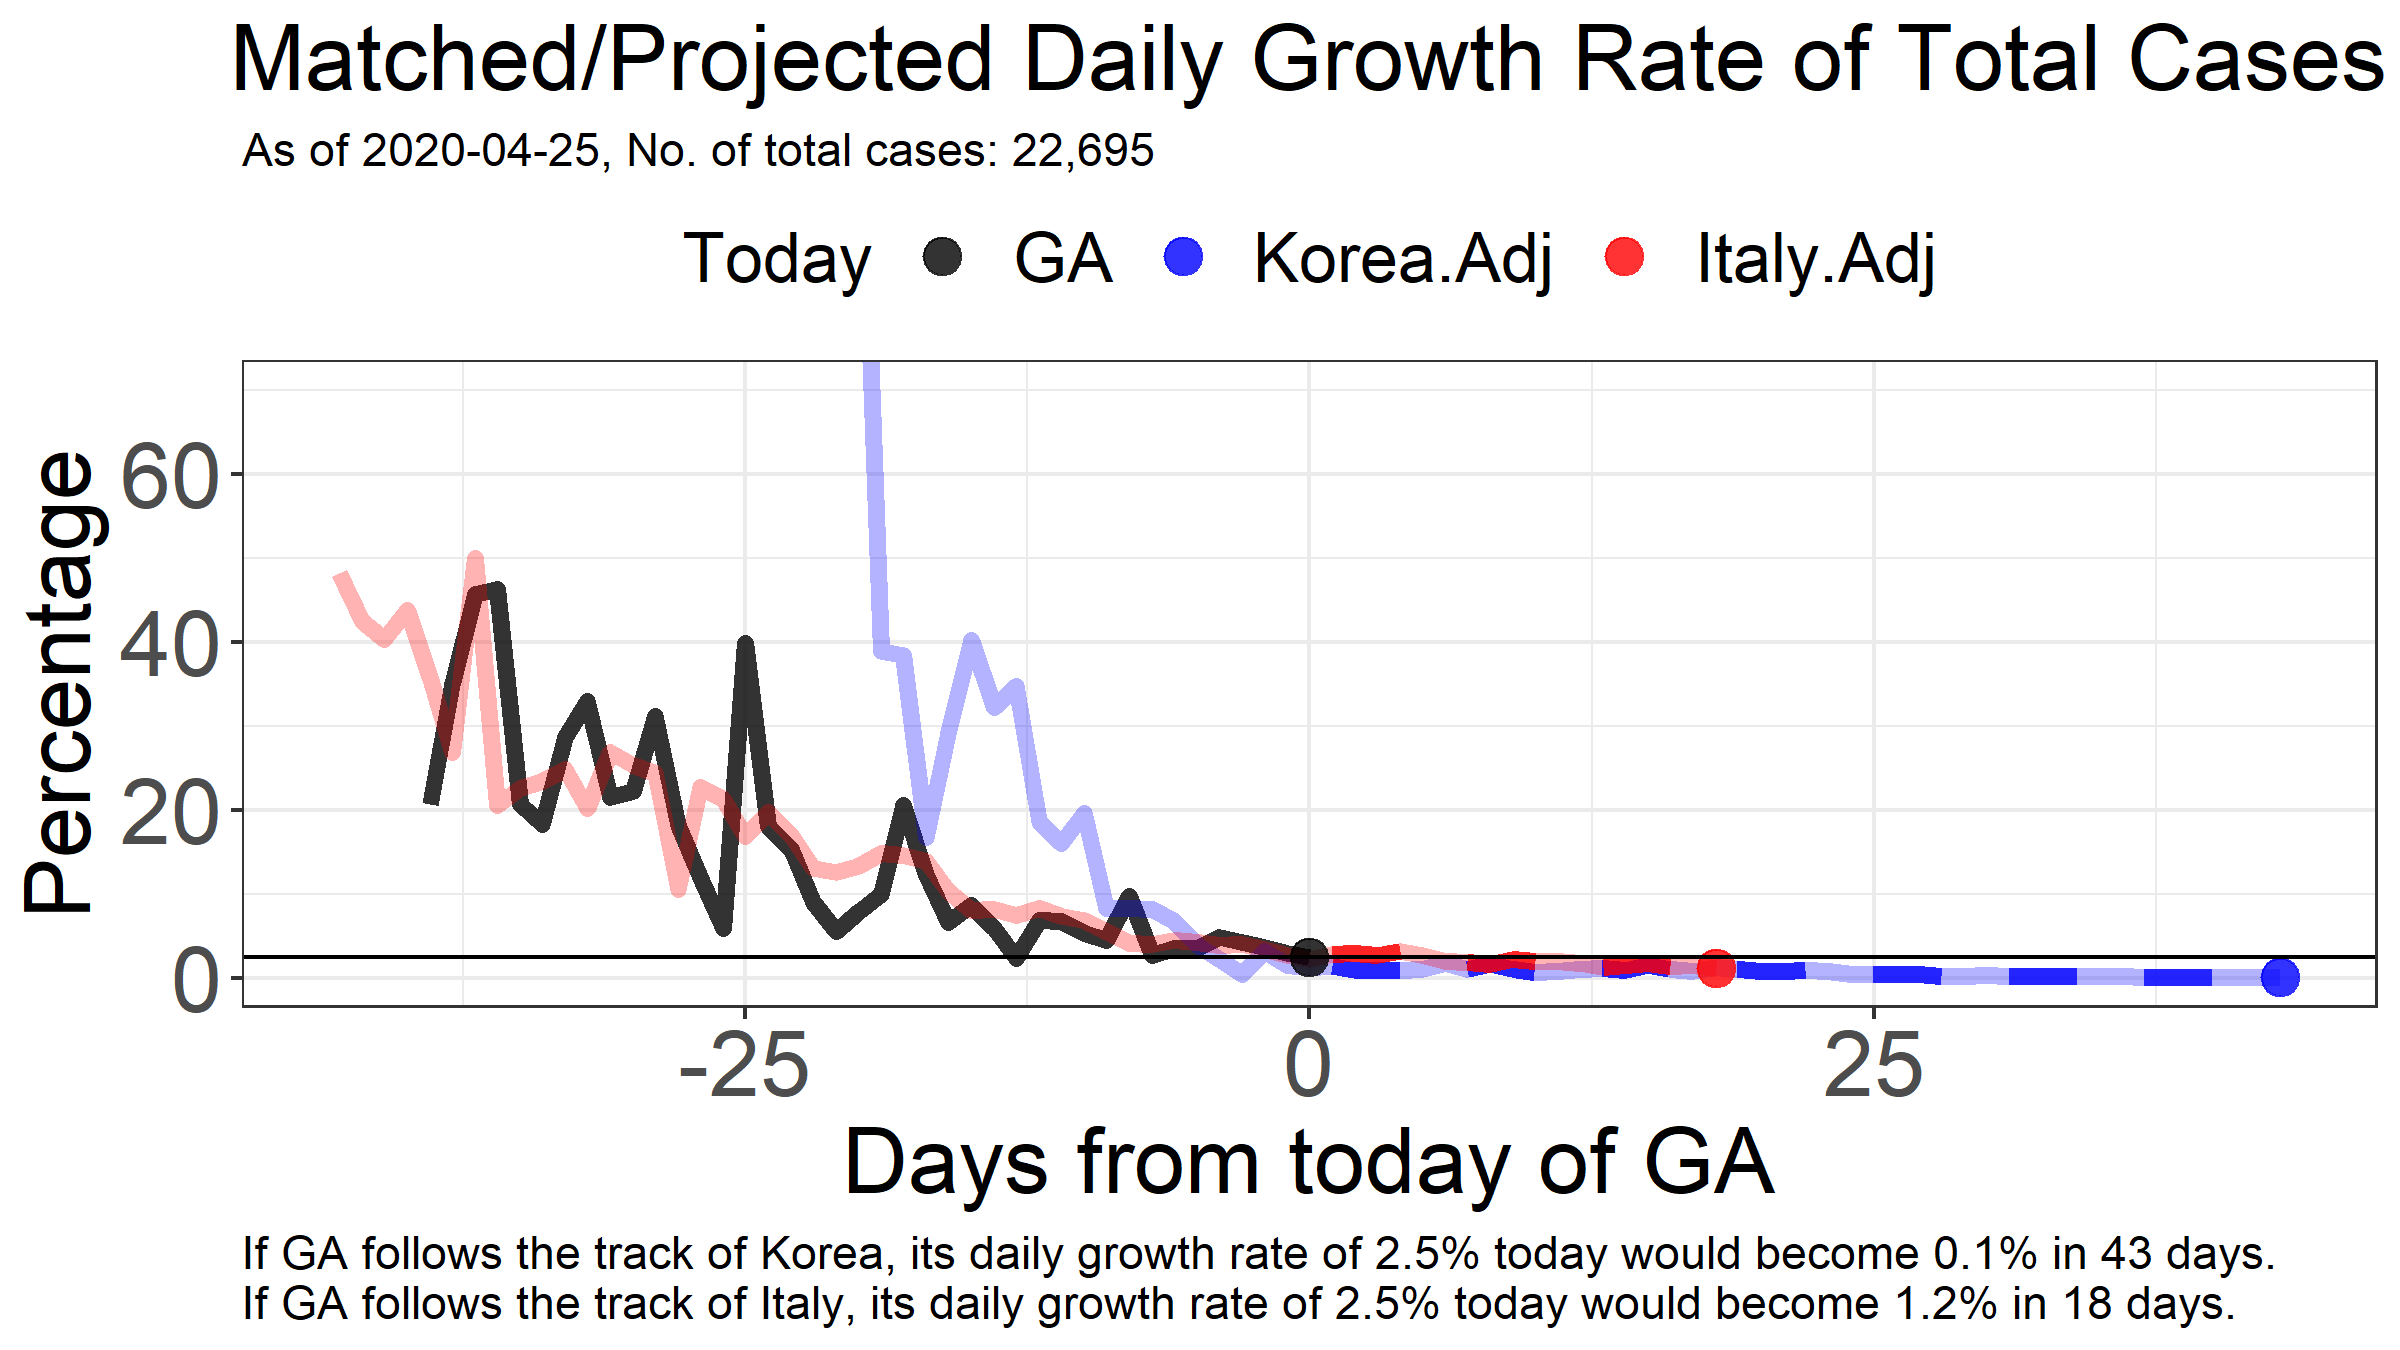 Matched/Projected Daily Growth Rate of Total Cases
As of 2020-04-25, No. of total cases: 22,695
Today GA Korea.Adj Italy.Adj
Percentage
60
40
20
0
-25 0 25
Days from today of GA
If GA follows the track of Korea, its daily growth rate of 2.5% today would become 0.1% in 43 days.
If GA follows the track of Italy, its daily growth rate of 2.5% today would become 1.2% in 18 days.